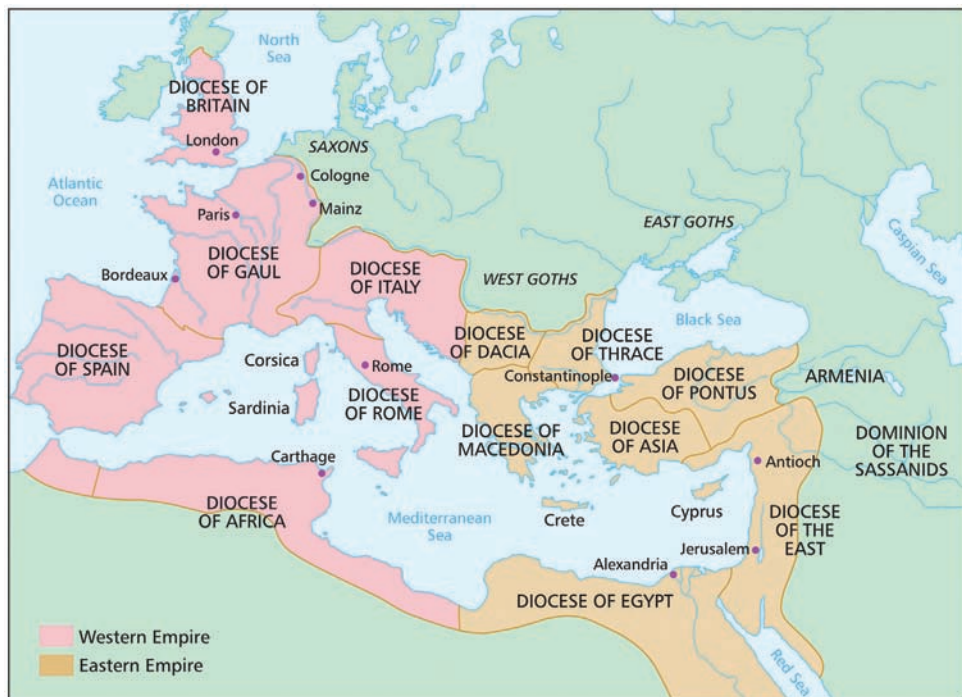 North
Sea
DIOCESE OF
BRITAIN
London
SAXONS
Cologne
Atlantic
Ocean
Paris
Mainz
EAST GOTHS
Caspian Sea
DIOCESE
OF GAUL
Bordeaux
DIOCESE
OF ITALY
WEST GOTHS
Black Sea
DIOCESE
OF SPAIN
Corsica
Rome
DIOCESE
OF DACIA
DIOCESE
OF THRACE
Constantinople
DIOCESE
OF PONTUS
ARMENIA
Sardinia
DIOCESE
OF ROME
DIOCESE OF
MACEDONIA
DIOCESE
OF ASIA
DOMINION
OF THE
SASSANIDS
Carthage
Antioch
DIOCESE
OF AFRICA
Mediterranean
Sea
Crete
Cyprus
DIOCESE
OF THE
EAST
Jerusalem
Alexandria
DIOCESE OF EGYPT
Red Sea
Western Empire
Eastern Empire